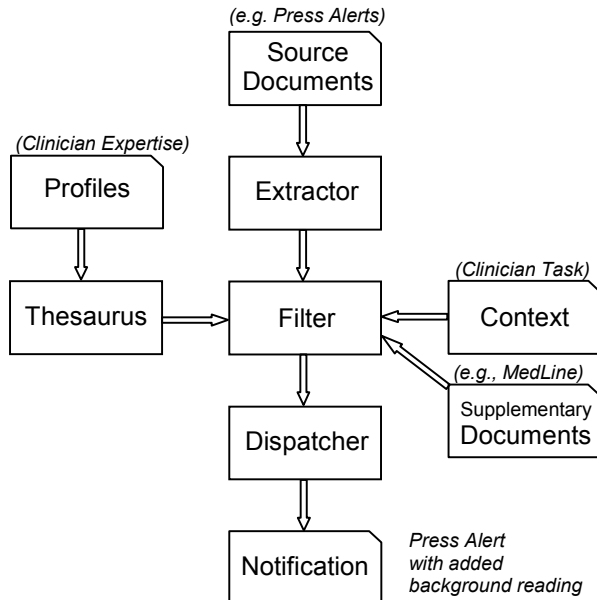 (e.g. Press Alerts)
Source
Documents
(Clinician Expertise)
Profiles
Extractor
(Clinician Task)
Thesaurus
Filter
Context
(e.g., MedLine)
Supplementary
Documents
Dispatcher
Notification
Press Alert
with added
background reading